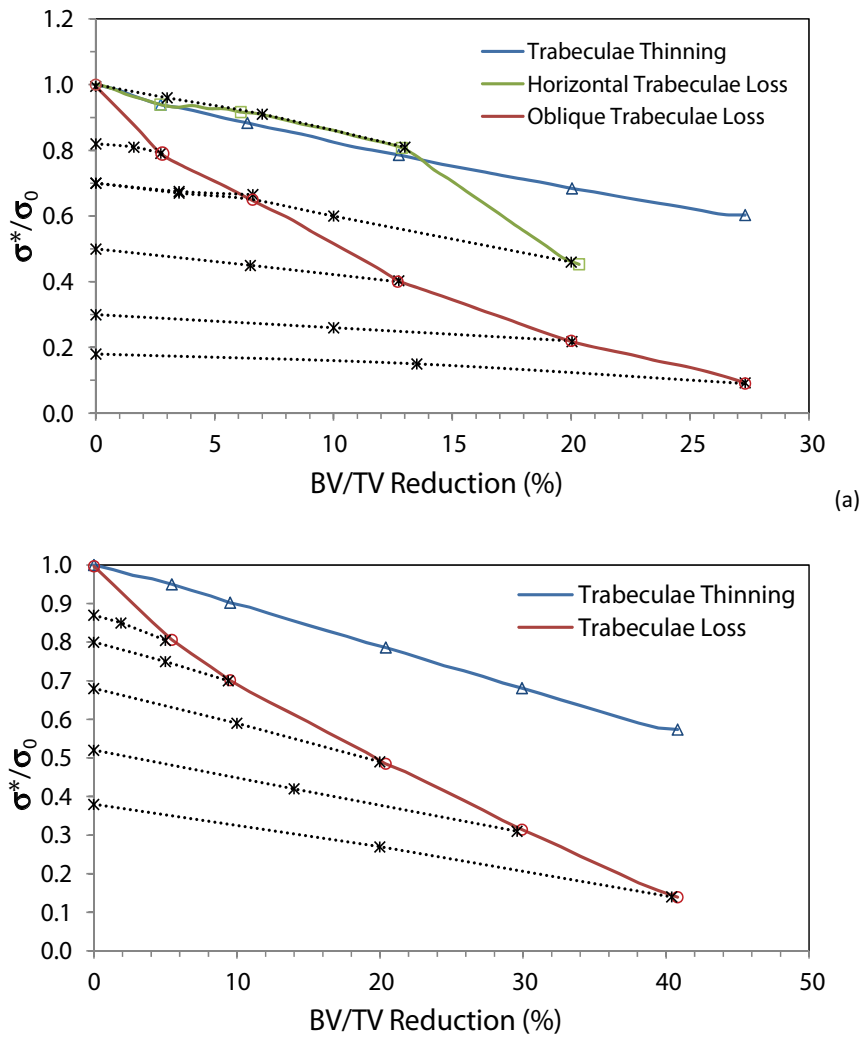 1.2
1.0
0.8
0.6
0.4
0.2
0.0
σ*/σ0
Trabeculae Thinning
Horizontal Trabeculae Loss
Oblique Trabeculae Loss
0 5 10 15 20 25 30
BV/TV Reduction (%)
(a)
1.0
0.9
0.8
0.7
0.6
0.5
0.4
0.3
0.2
0.1
0.0
σ*/σ0
Trabeculae Thinning
Trabeculae Loss
0 10 20 30 40 50
BV/TV Reduction (%)